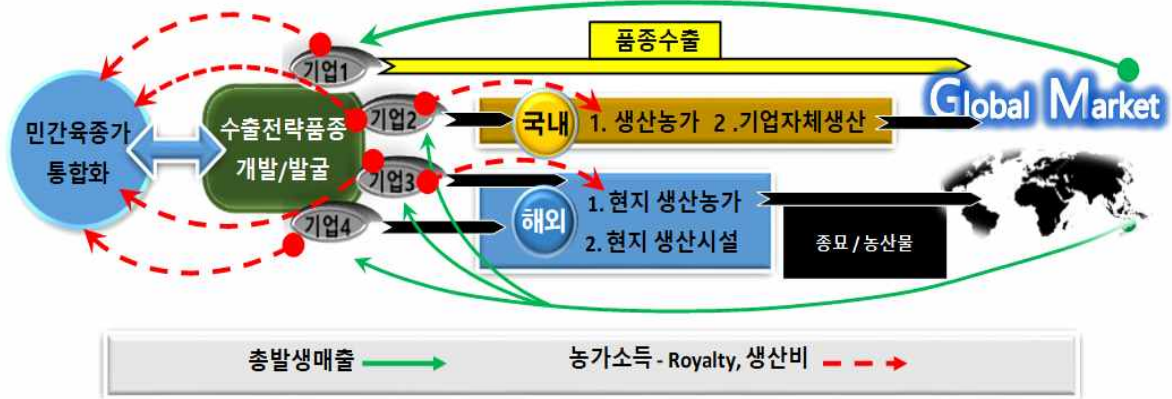 품종수출
기업1
Global Market
민간육종가
통합화
수출전략품종
개발/발굴
기업2
국내
1. 생산농가 2 .기업자체생산
기업3
해외
1. 현지 생산농가
2. 현지 생산시설
기업4
종묘 / 농산물
총발생매출
농가소득 - Royalty, 생산비